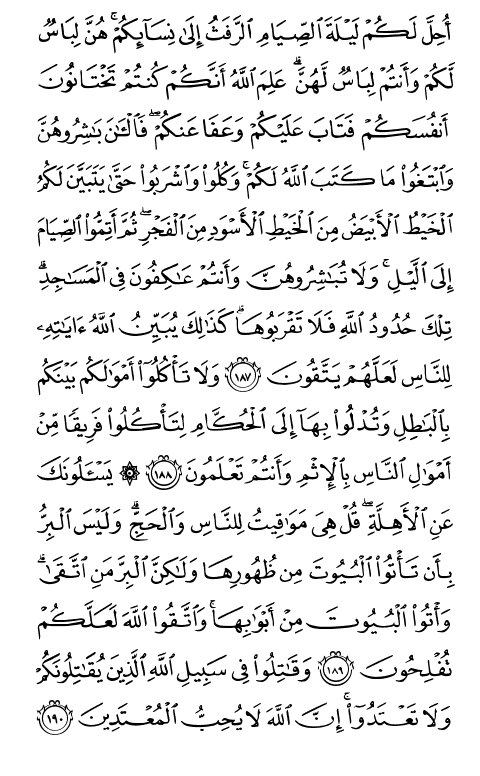 أُحِلَّ لَكُمْ لَيْلَةَ ٱلصِّيَامِ ٱلرَّفَثُ إِلَىٰ نِسَآئِكُمْ ۚ هُنَّ لِبَاسٌ
لَّكُمْ وَأَنتُمْ لِبَاسٌ لَّهُنَّ ۗ عَلِمَ ٱللَّهُ أَنَّكُمْ كُنتُمْ تَخْتَانُونَ
أَنفُسَكُمْ فَتَابَ عَلَيْكُمْ وَعَفَا عَنكُمْ ۖ فَٱلْـَٰٔنَ بَـٰشِرُوهُنَّ
وَٱبْتَغُوا۟ مَا كَتَبَ ٱللَّهُ لَكُمْ ۚ وَكُلُوا۟ وَٱشْرَبُوا۟ حَتَّىٰ يَتَبَيَّنَ لَكُمُ
ٱلْخَيْطُ ٱلْأَبْيَضُ مِنَ ٱلْخَيْطِ ٱلْأَسْوَدِ مِنَ ٱلْفَجْرِ ۖ ثُمَّ أَتِمُّوا۟ ٱلصِّيَامَ
إِلَى ٱلَّيْلِ ۚ وَلَا تُبَـٰشِرُوهُنَّ وَأَنتُمْ عَـٰكِفُونَ فِى ٱلْمَسَـٰجِدِ ۗ
تِلْكَ حُدُودُ ٱللَّهِ فَلَا تَقْرَبُوهَا ۗ كَذَٰلِكَ يُبَيِّنُ ٱللَّهُ ءَايَـٰتِهِۦ
لِلنَّاسِ لَعَلَّهُمْ يَتَّقُونَ ١٨٧ وَلَا تَأْكُلُوٓا۟ أَمْوَٰلَكُم بَيْنَكُم
بِٱلْبَـٰطِلِ وَتُدْلُوا۟ بِهَآ إِلَى ٱلْحُكَّامِ لِتَأْكُلُوا۟ فَرِيقًا مِّنْ
أَمْوَٰلِ ٱلنَّاسِ بِٱلْإِثْمِ وَأَنتُمْ تَعْلَمُونَ ١٨٨ ۞ يَسْـَٔلُونَكَ
عَنِ ٱلْأَهِلَّةِ ۖ قُلْ هِىَ مَوَٰقِيتُ لِلنَّاسِ وَٱلْحَجِّ ۗ وَلَيْسَ ٱلْبِرُّ
بِأَن تَأْتُوا۟ ٱلْبُيُوتَ مِن ظُهُورِهَا وَلَـٰكِنَّ ٱلْبِرَّ مَنِ ٱتَّقَىٰ ۗ
وَأْتُوا۟ ٱلْبُيُوتَ مِنْ أَبْوَٰبِهَا ۚ وَٱتَّقُوا۟ ٱللَّهَ لَعَلَّكُمْ
تُفْلِحُونَ ١٨٩ وَقَـٰتِلُوا۟ فِى سَبِيلِ ٱللَّهِ ٱلَّذِينَ يُقَـٰتِلُونَكُمْ
وَلَا تَعْتَدُوٓا۟ ۚ إِنَّ ٱللَّهَ لَا يُحِبُّ ٱلْمُعْتَدِينَ ١٩٠